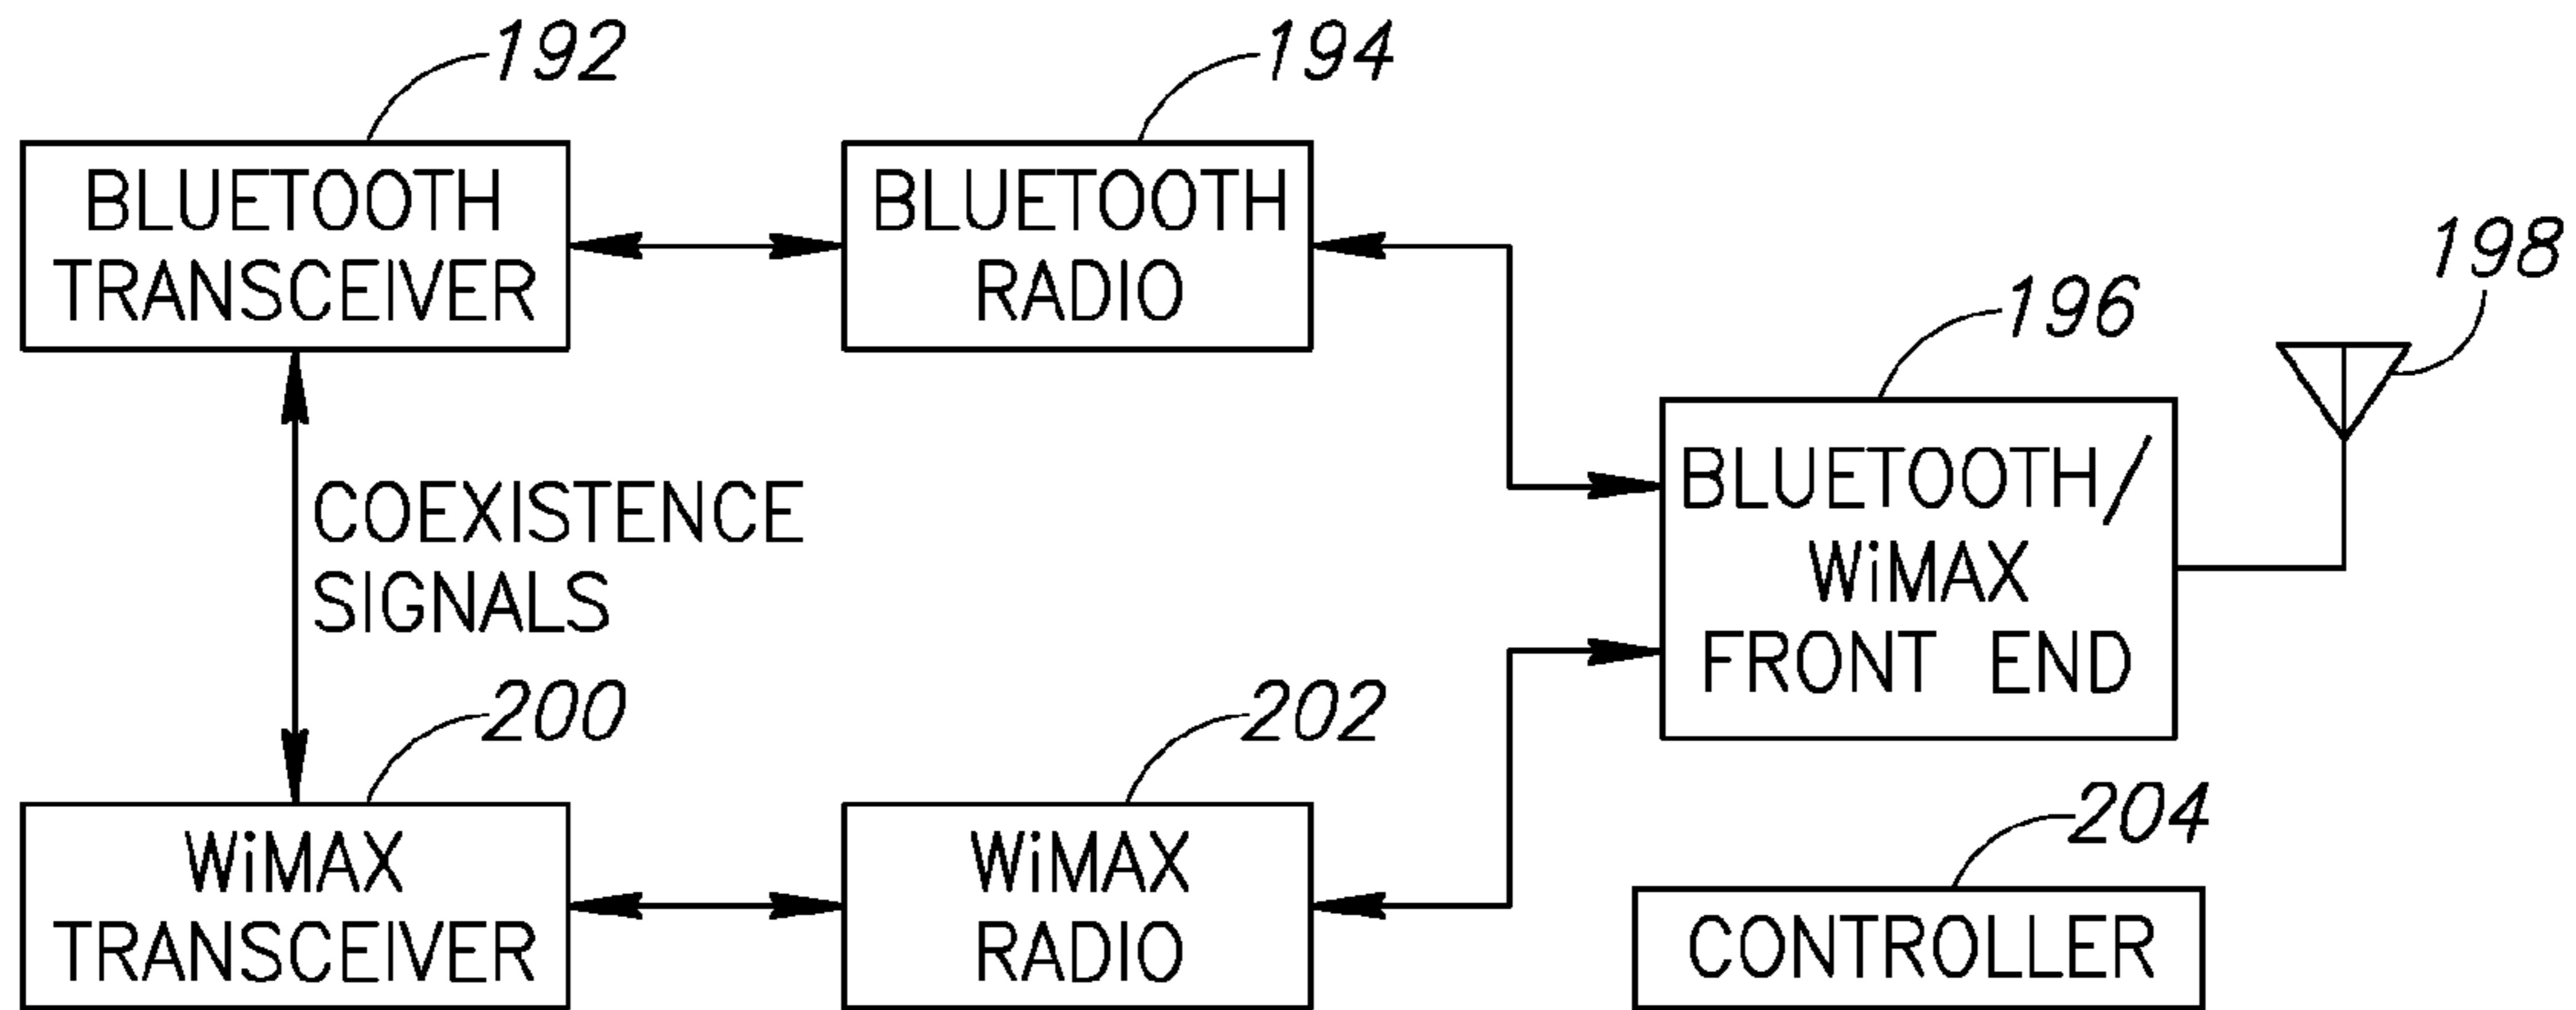 192
194
BLUETOOTH
TRANSCEIVER
BLUETOOTH
RADIO
198
196
BLUETOOTH/
WiMAX
FRONT END
COEXISTENCE
SIGNALS
200
202
204
WiMAX
TRANSCEIVER
WiMAX
RADIO
CONTROLLER